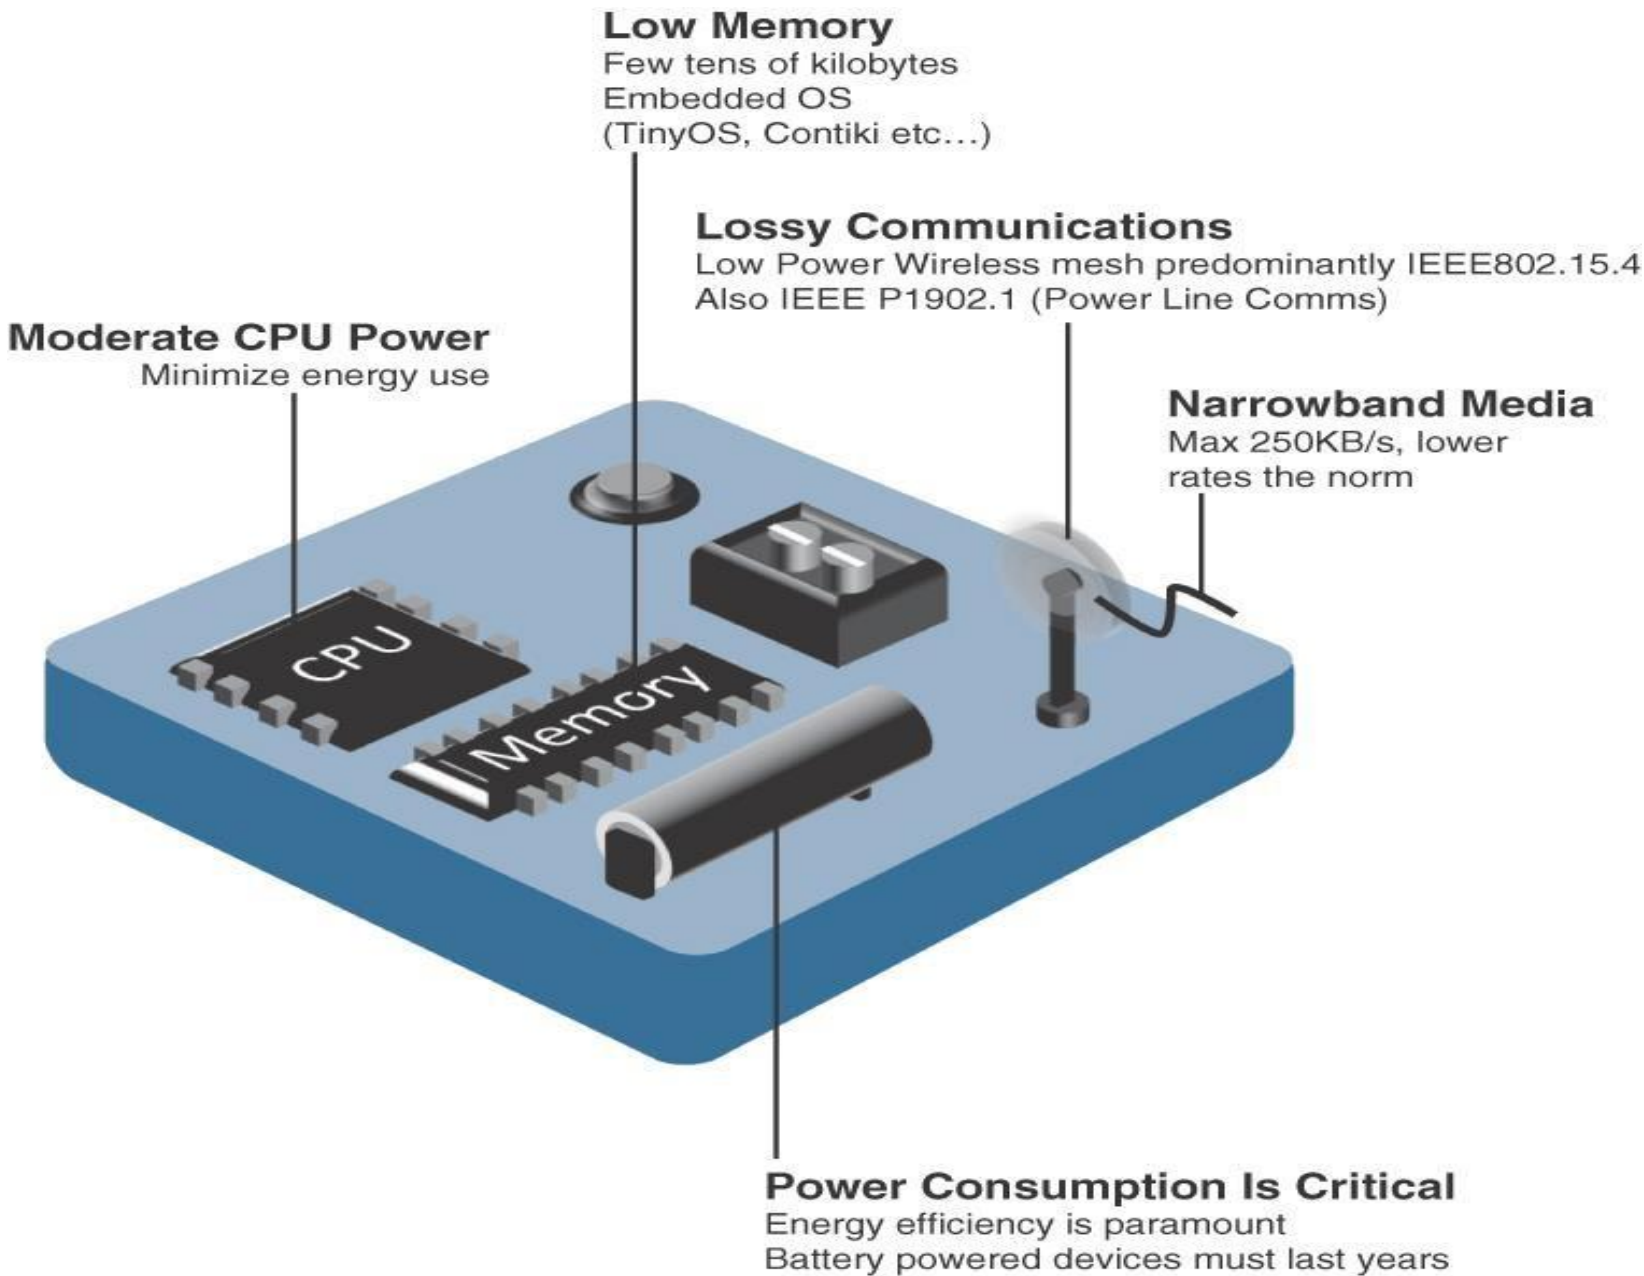 Low Memory
Few tens of kilobytes
Embedded OS
(TinyOS, Contiki etc...)
Lossy Communications
Low Power Wireless mesh predominantly IEEE802.15.4
Also IEEE P1902.1 (Power Line Comms)
Moderate CPU Power
Minimize energy use
Narrowband Media
Max 250KB/s, lower
rates the norm
CPU
Memory
Power Consumption Is Critical
Energy efficiency is paramount
Battery powered devices must last years